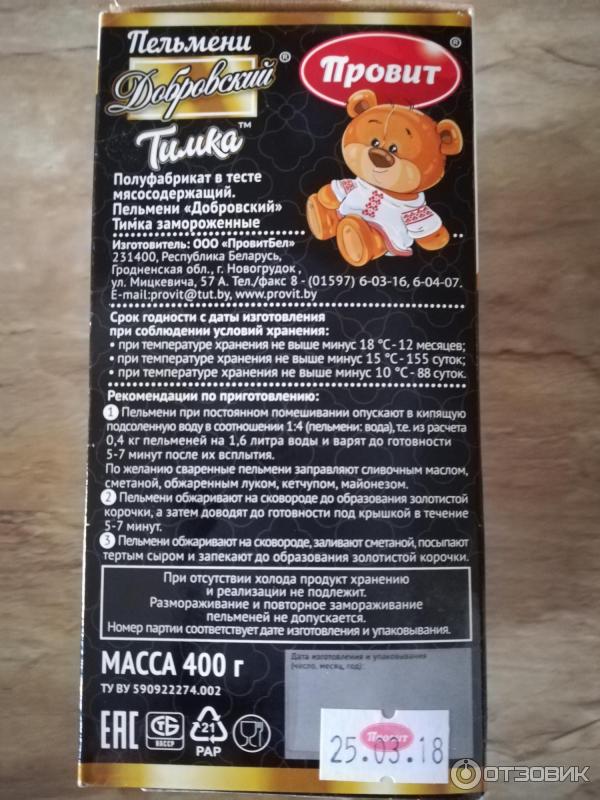 Пельмени
Добровский®
Провит®
Тимка™
Полуфабрикат в тесте
мясосодержащий.
Пельмени «Добровский»
Тимка замороженные
Изготовитель: ООО «ПровитБел»
231400, Республика Беларусь,
Гродненская обл., г. Новогрудок,
ул. Мицкевича, 57 А. Тел./факс 8 - (01597) 6-03-16, 6-04-07.
E-mail:provit@tut.by, www.provit.by
Срок годности с даты изготовления
при соблюдении условий хранения:
• при температуре хранения не выше минус 18 °С-12 месяцев;
• при температуре хранения не выше минус 15 °С-155 суток;
• при температуре хранения не выше минус 10 °С-88 суток.
Рекомендации по приготовлению:
1 Пельмени при постоянном помешивании опускают в кипящую
подсоленную воду в соотношении 1:4 (пельмени: вода), т.е. из расчета
0,4 кг пельменей на 1,6 литра воды и варят до готовности
5-7 минут после их всплытия.
По желанию сваренные пельмени заправляют сливочным маслом,
сметаной, обжаренным луком, кетчупом, майонезом.
2 Пельмени обжаривают на сковороде до образования золотистой
корочки, а затем доводят до готовности под крышкой в течение
5-7 минут.
3 Пельмени обжаривают на сковороде, заливают сметаной, посыпают
тертым сыром и запекают до образования золотистой корочки.
При отсутствии холода продукт хранению
и реализации не подлежит.
Размораживание и повторное замораживание
пельменей не допускается.
Номер партии соответствует дате изготовления и упаковывания.
МАССА 400 г
ТУ BY 590922274.002
Дата изготовления и упаковывания
(число, месяц, год):
EAC
ТБ
BACCP
21
PAP
Провит
25.03.18
ОТЗОВИК